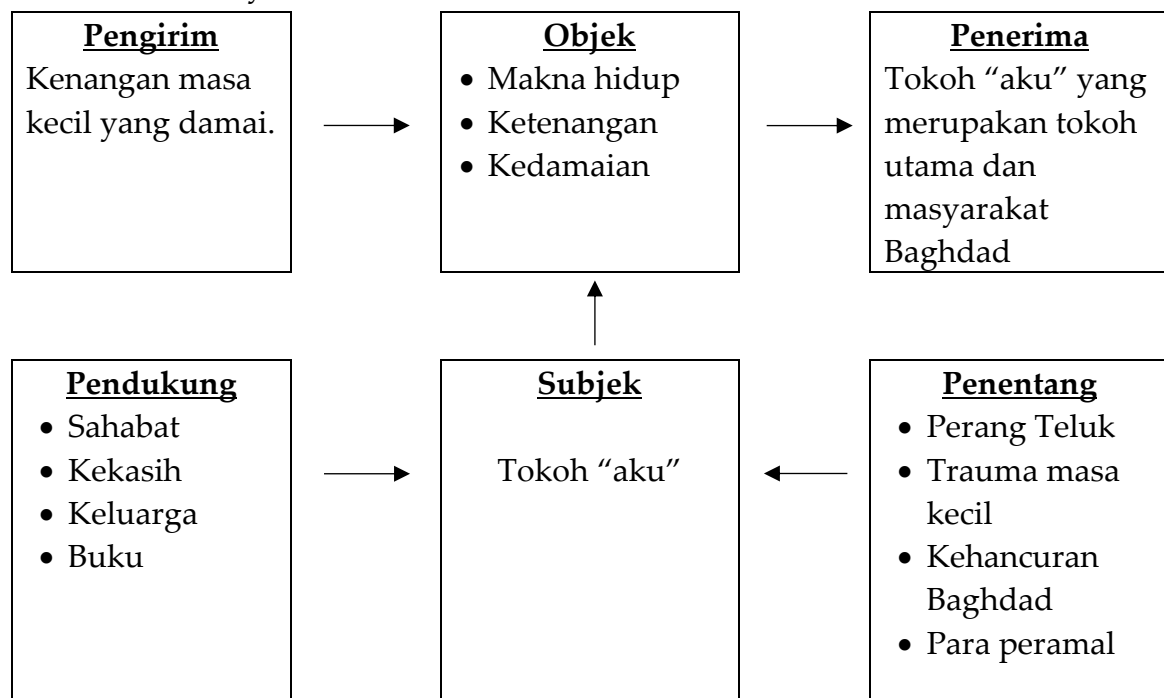 Pengirim
Kenangan masa
kecil yang damai.
Objek
• Makna hidup
• Ketenangan
• Kedamaian
Penerima
Tokoh “aku” yang
merupakan tokoh
utama dan
masyarakat
Baghdad
Pendukung
• Sahabat
• Kekasih
• Keluarga
• Buku
Subjek
Tokoh “aku”
Penentang
• Perang Teluk
• Trauma masa
kecil
• Kehancuran
Baghdad
• Para peramal